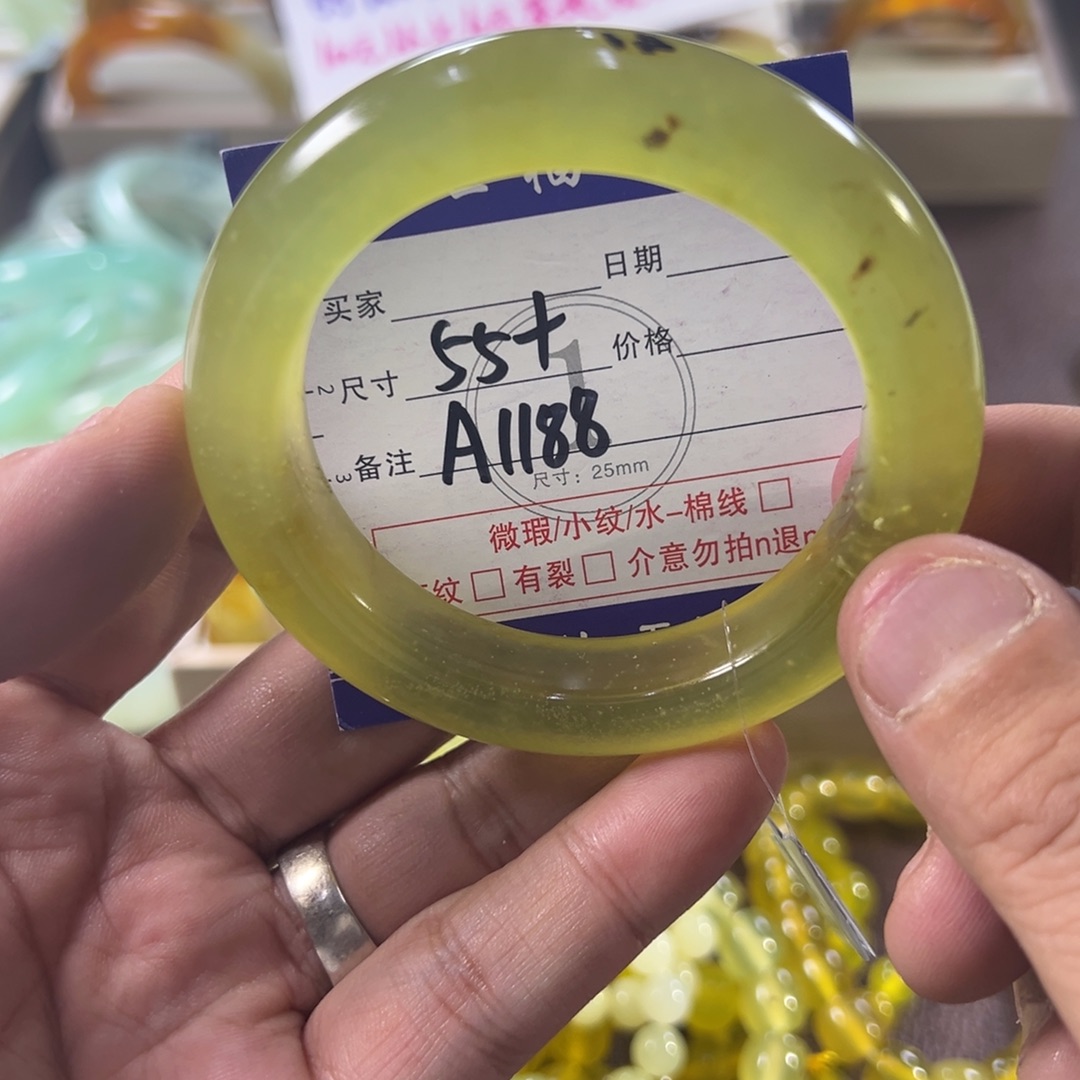 日期
买家
价格
55+
尺寸
A1188
备注
尺寸：25mm
微瑕/小纹/水-棉线 □
纹 □ 有裂 □ 介意勿拍n退